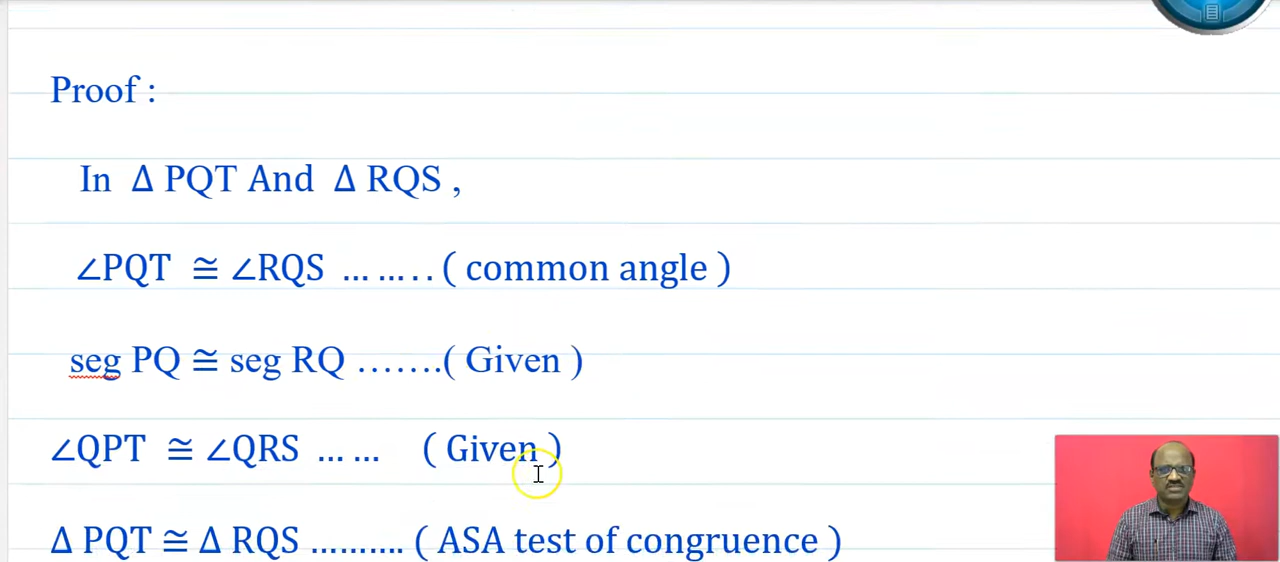 Proof :
In Δ PQT And Δ RQS ,
∠PQT ≅ ∠RQS … … . . ( common angle )
seg PQ ≅ seg RQ …….( Given )
∠QPT ≅ ∠QRS … … ( Given )
Δ PQT ≅ Δ RQS ………. ( ASA test of congruence )